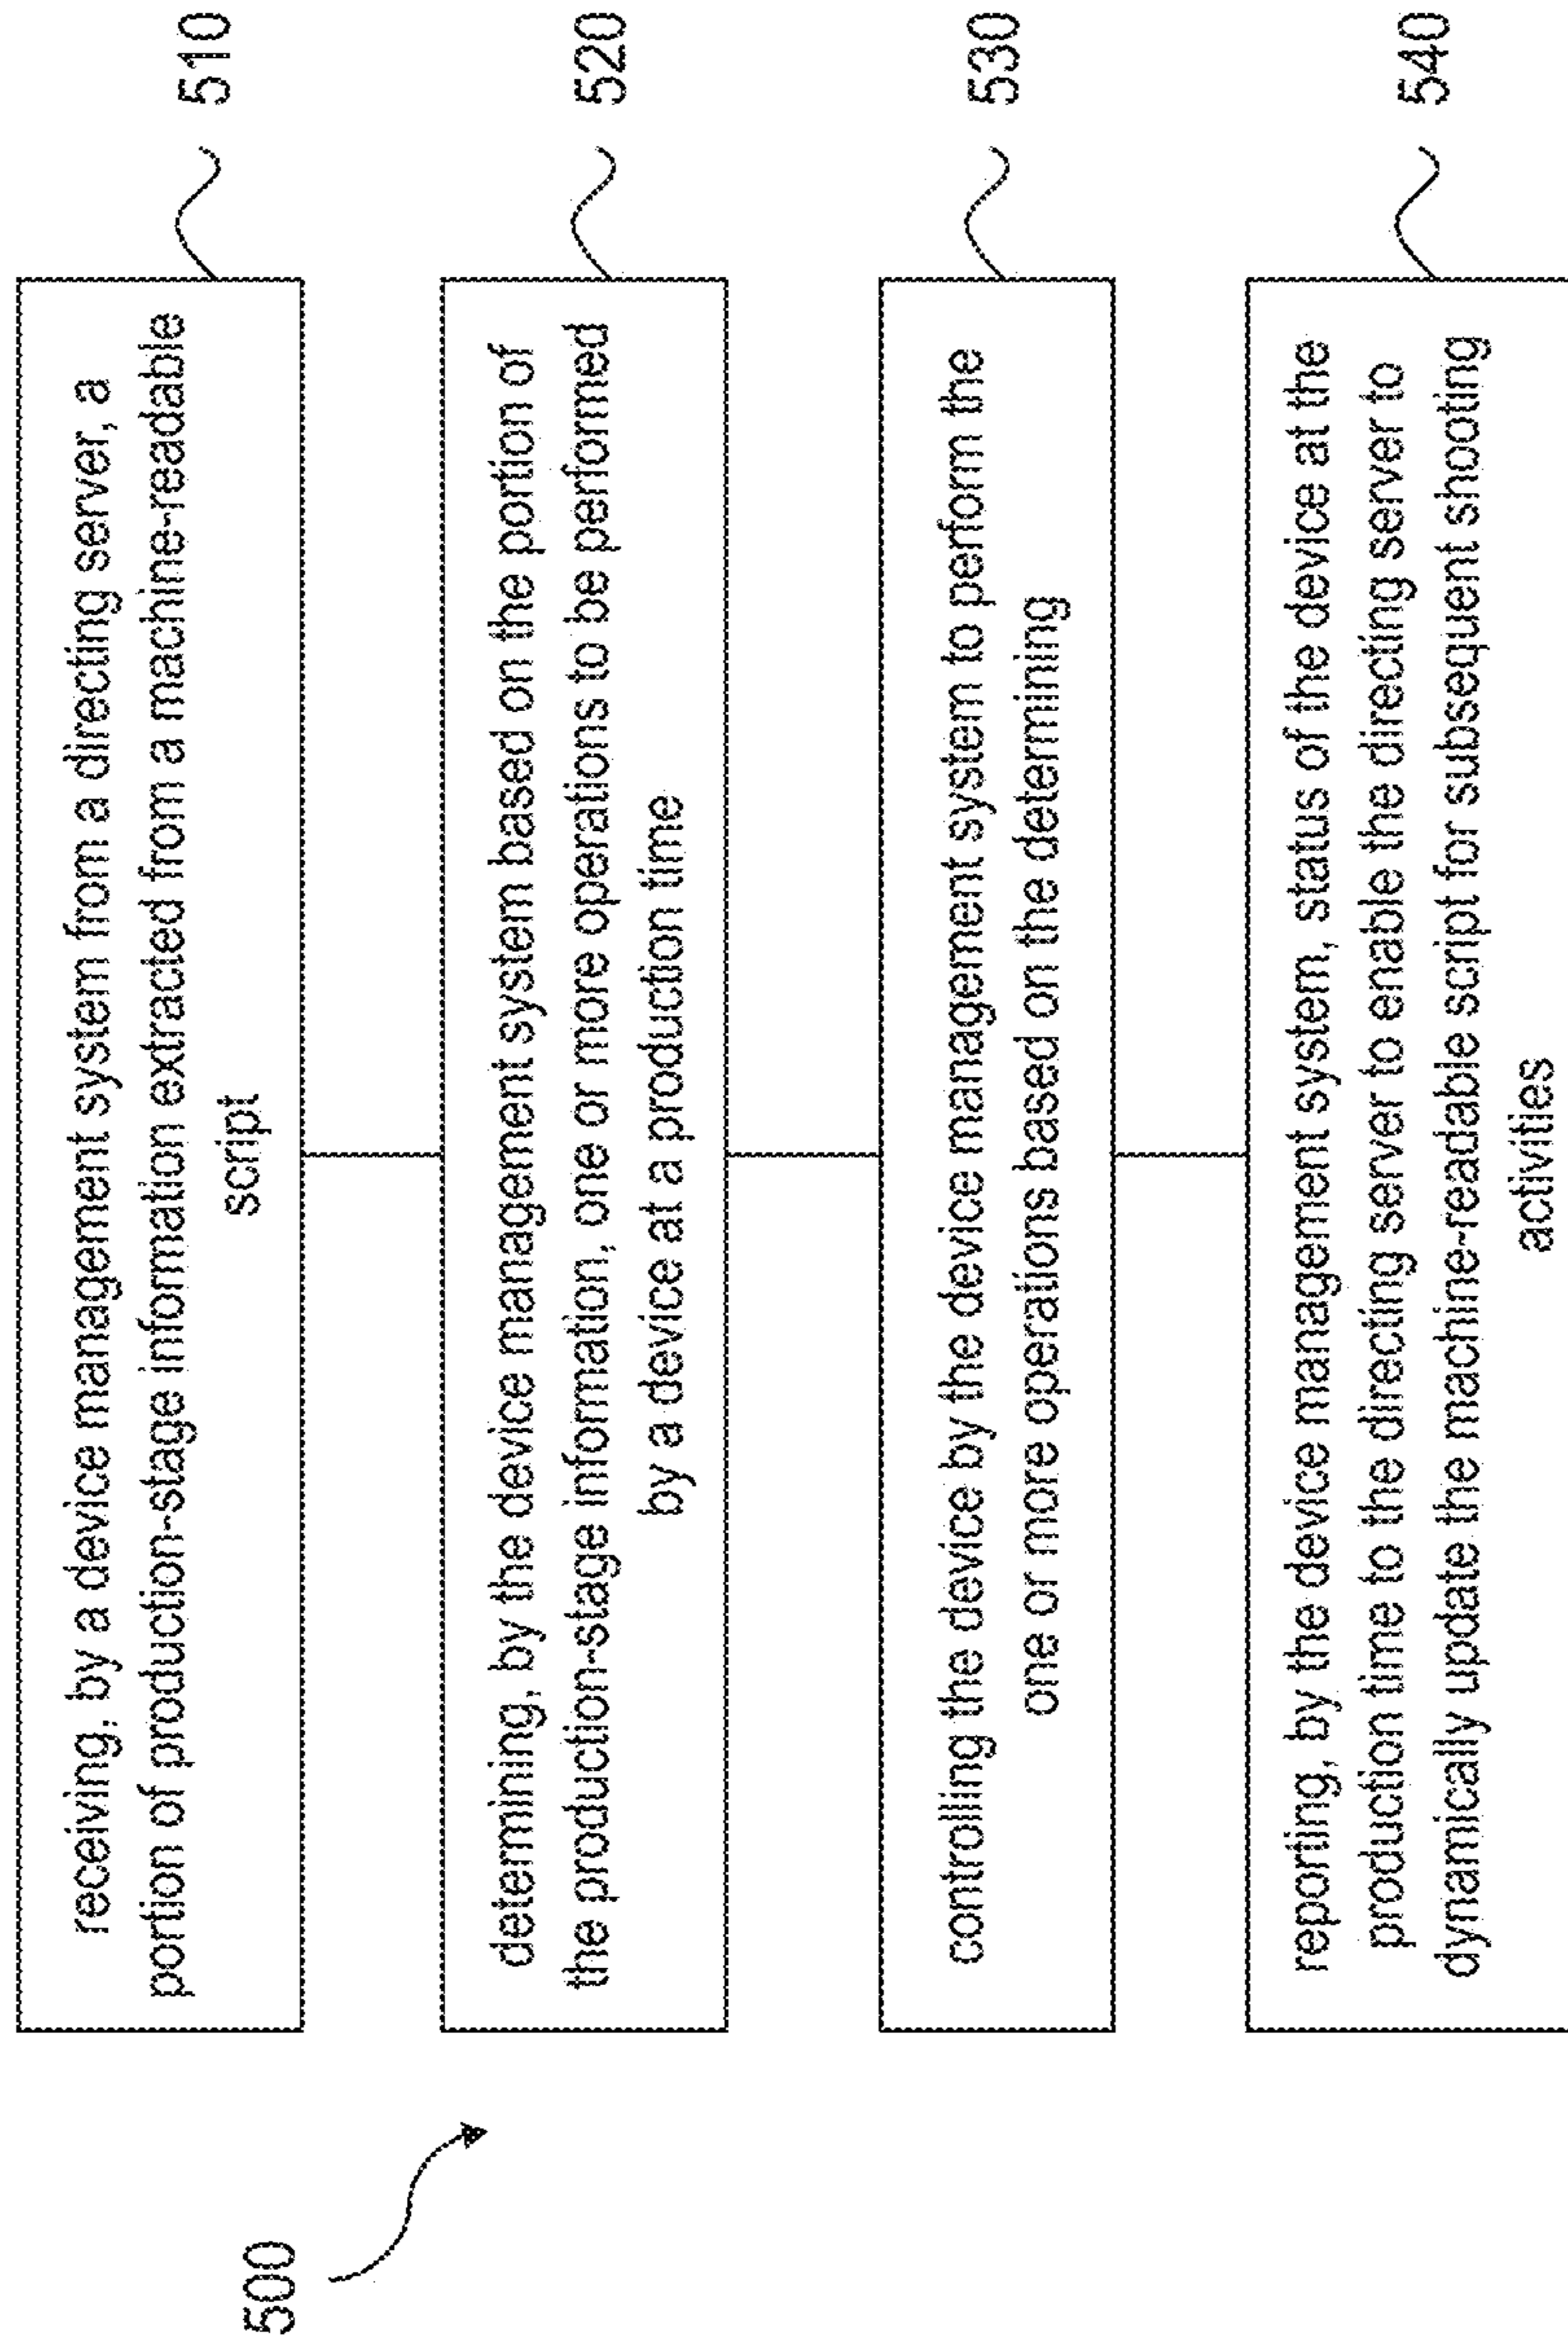 500
receiving, by a device management system from a directing server, a
portion of production-stage information extracted from a machine-readable
script
510
determining, by the device management system based on the portion of
the production-stage information, one or more operations to be performed
by a device at a production time
520
controlling the device by the device management system to perform the
one or more operations based on the determining
530
reporting, by the device management system, status of the device at the
production time to the directing server to enable the directing server to
dynamically update the machine-readable script for subsequent shooting
activities
540